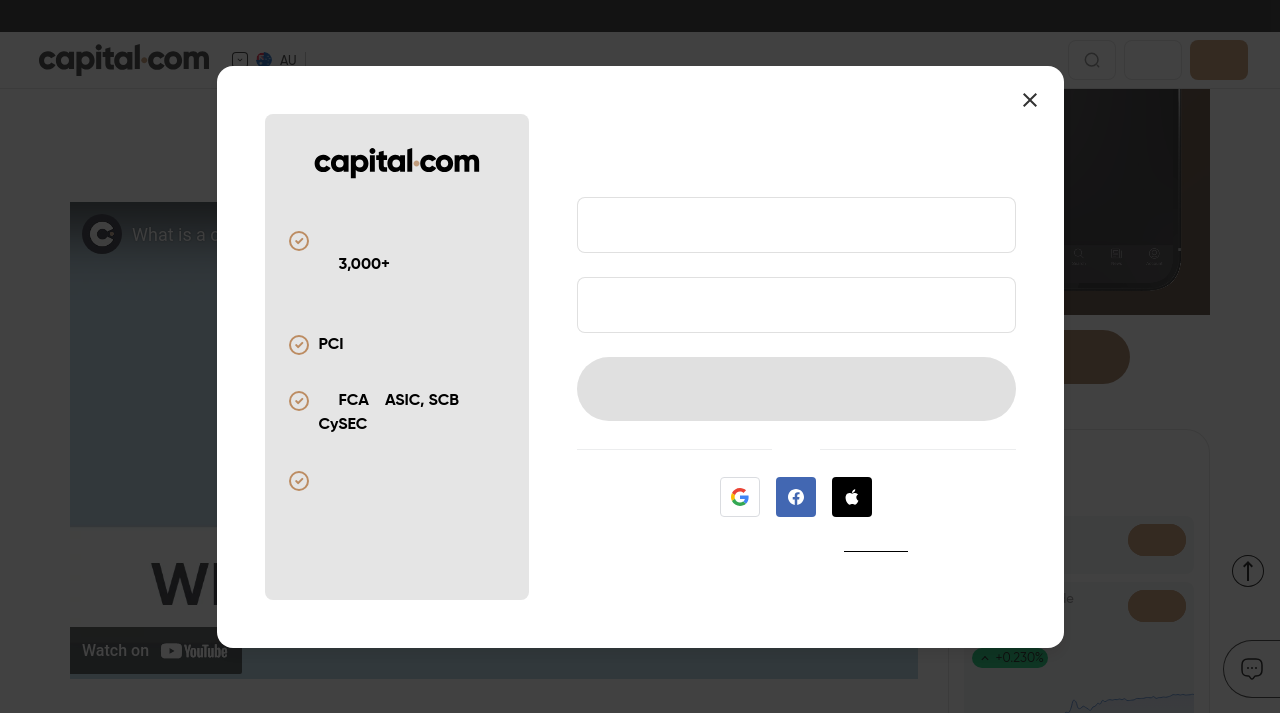 capital.com
AU
capital.com
3,000+
PCI
FCA ASIC, SCB
CySEC
What is a
Watch on YouTube
+0.230%